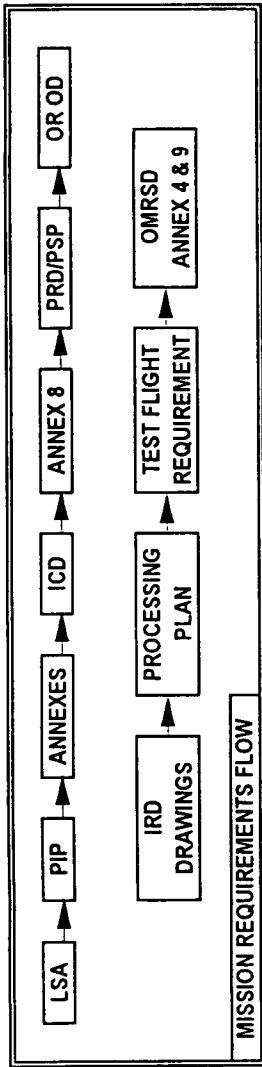 LSA
PIP
ANNEXES
ICD
ANNEX 8
PRD/PSP
OR OD
IRD
DRAWINGS
PROCESSING
PLAN
TEST FLIGHT
REQUIREMENT
OMRSD
ANNEX 4 & 9
MISSION REQUIREMENTS FLOW